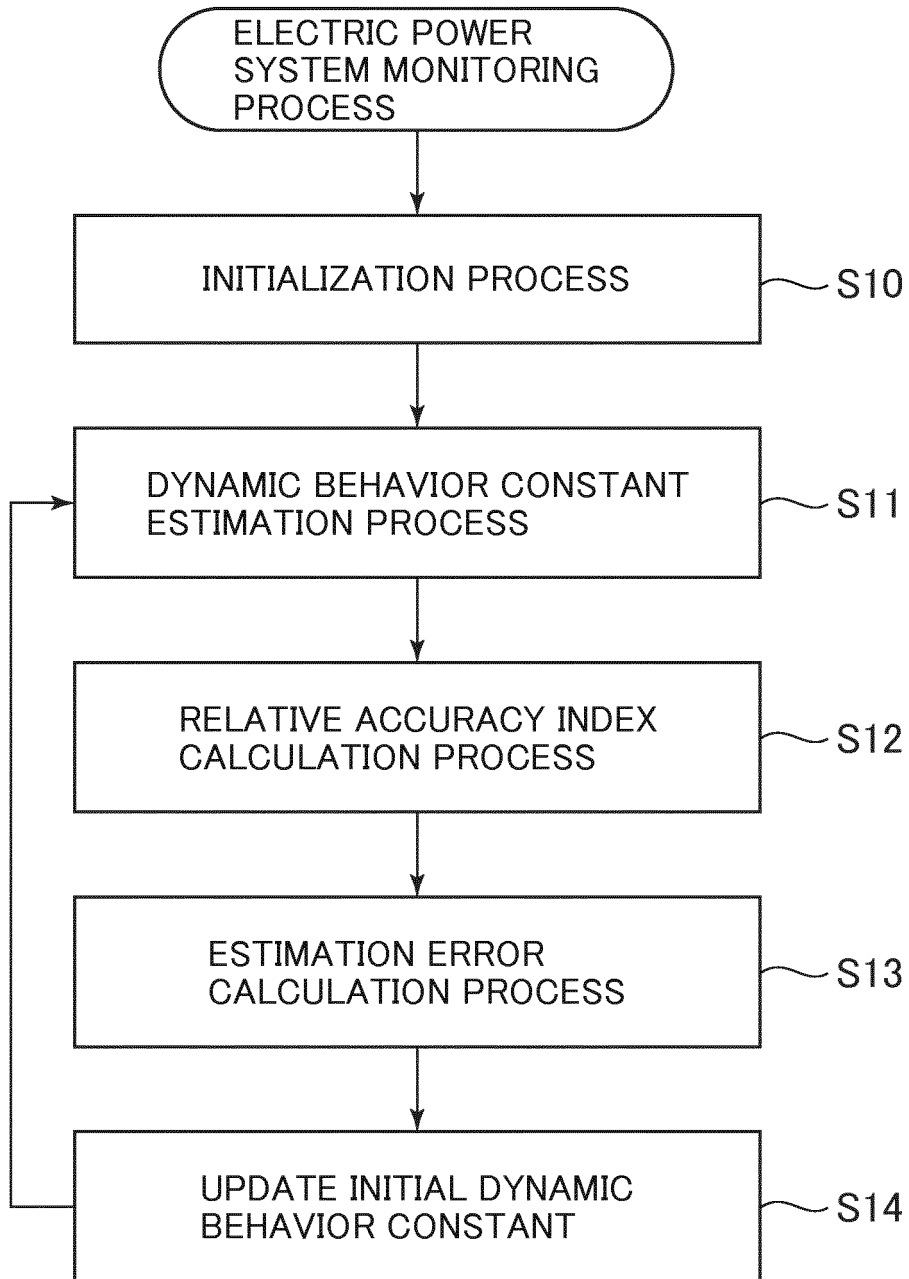 ELECTRIC POWER
SYSTEM MONITORING
PROCESS
INITIALIZATION PROCESS
S10
DYNAMIC BEHAVIOR CONSTANT
ESTIMATION PROCESS
S11
RELATIVE ACCURACY INDEX
CALCULATION PROCESS
S12
ESTIMATION ERROR
CALCULATION PROCESS
S13
UPDATE INITIAL DYNAMIC
BEHAVIOR CONSTANT
S14